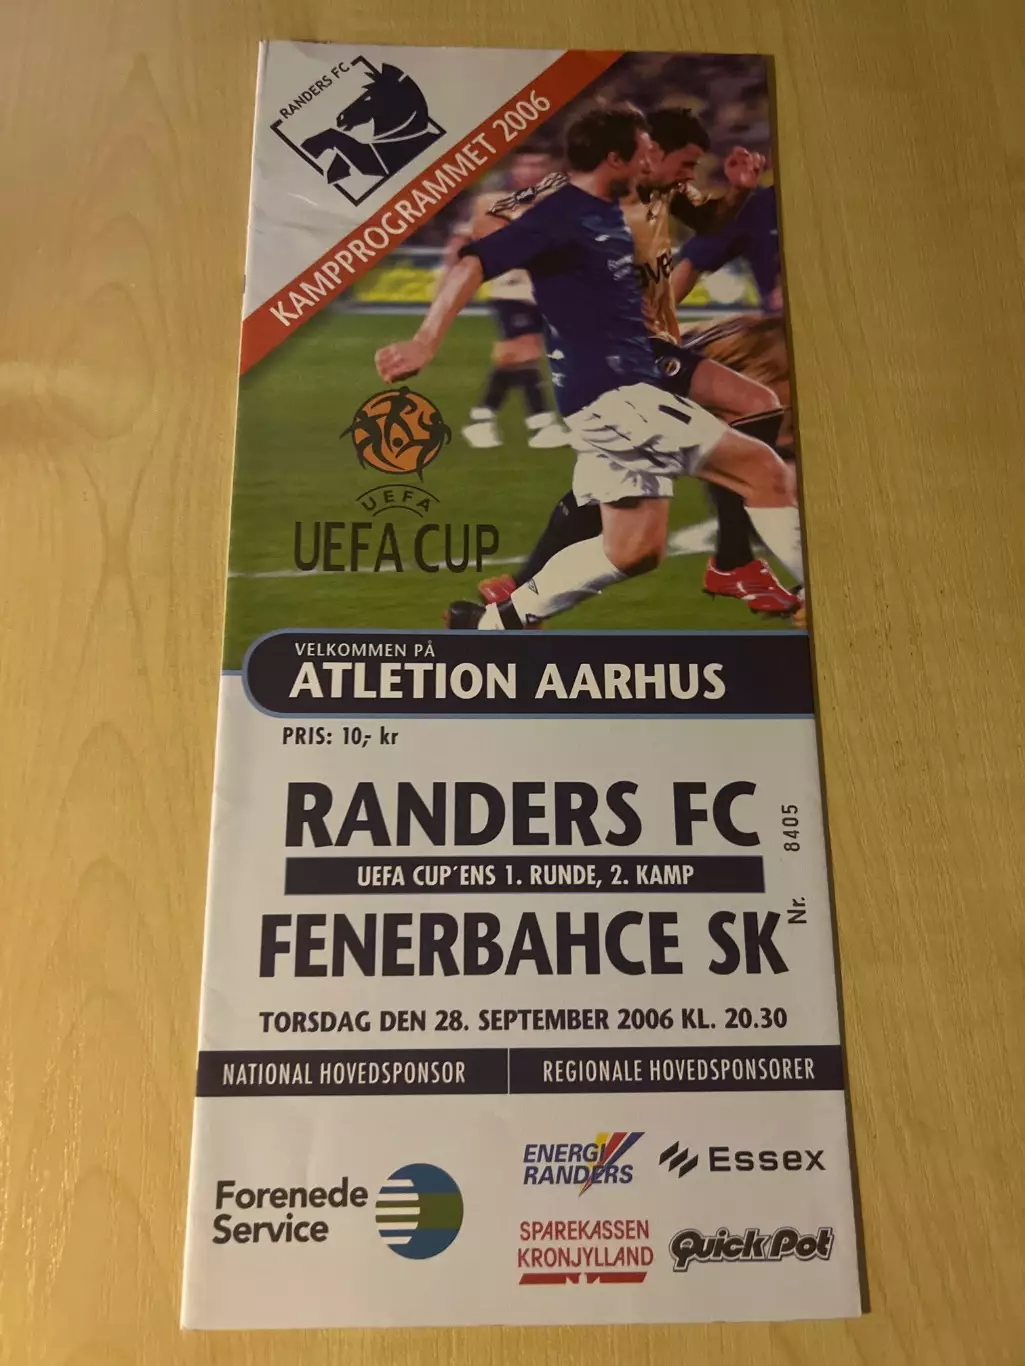 RANDERS FC
KAMPPROGRAMMET 2006
UEFA
UEFA CUP
VELKOMMEN PÅ
ATLETION AARHUS
PRIS: 10,- kr
RANDERS FC
UEFA CUP´ENS 1. RUNDE, 2. KAMP
FENERBAHCE SK
Nr. 8405
TORSDAG DEN 28. SEPTEMBER 2006 KL. 20.30
NATIONAL HOVEDSPONSOR
REGIONALE HOVEDSPONSORER
Forenede
Service
ENERGI
RANDERS
Essex
SPAREKASSEN
KRONJYLLAND
Quick Pot